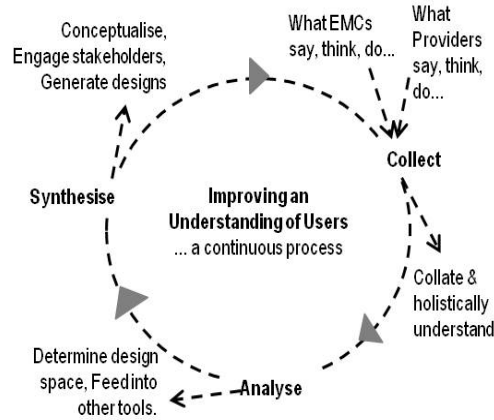 Conceptualise,
Engage stakeholders,
Generate designs
What EMCs
say, think, do...
What
Providers
say, think,
do...
Collect
Synthesise
Improving an
Understanding of Users
... a continuous process
Collate &
holistically
understand
Determine design
space, Feed into
other tools.
Analyse